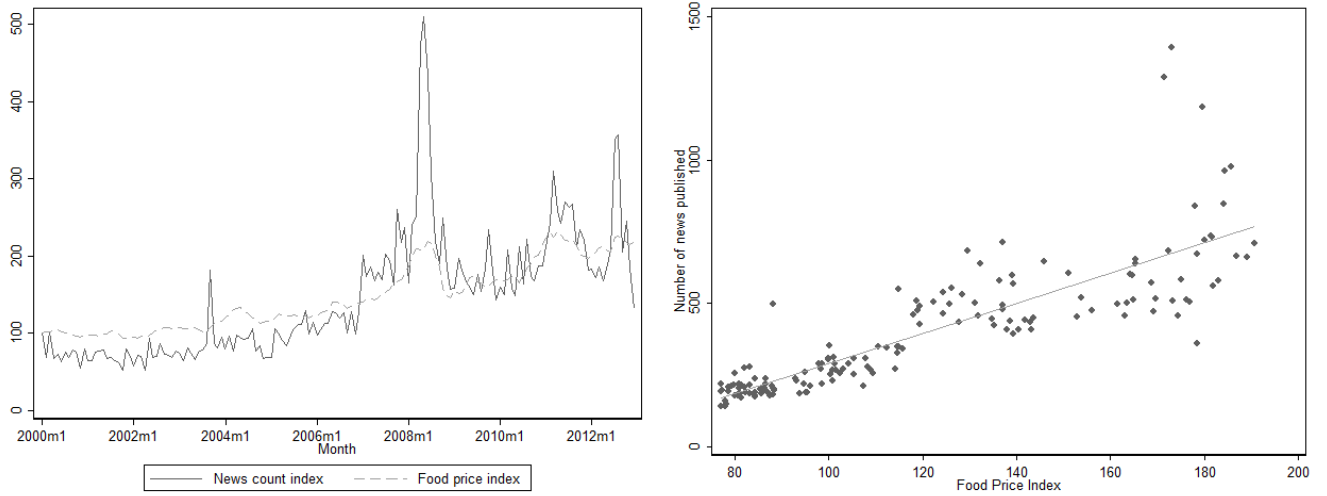 500
400
300
200
100
0
2000m1 2002m1 2004m1 2006m1 2008m1 2010m1 2012m1
Month
News count index Food price index
Number of news published
1500
1000
500
0
80 100 120 140 160 180 200
Food Price Index